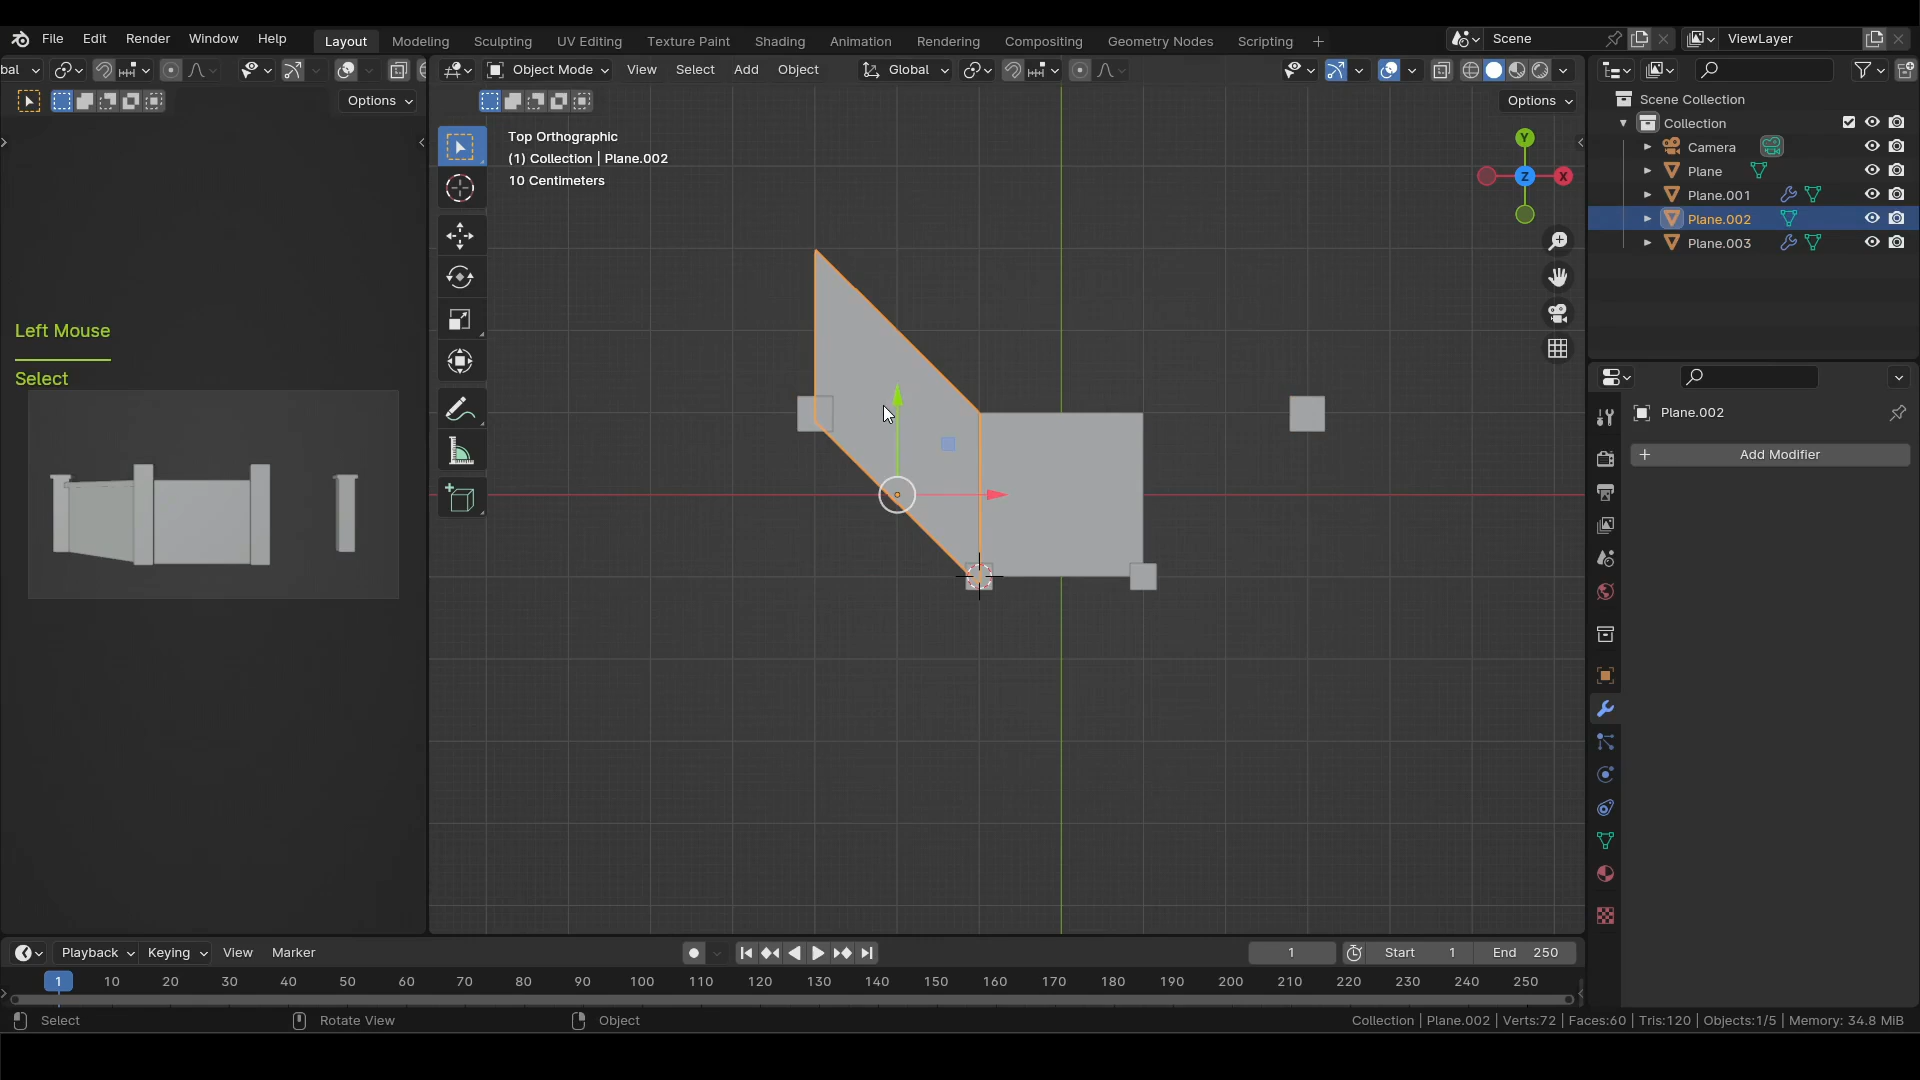 File Edit Render Window Help
Layout Modeling Sculpting UV Editing Texture Paint Shading Animation Rendering Compositing Geometry Nodes Scripting +
Scene
ViewLayer
bal
Object Mode View Select Add Object
Global
Options
Options
Top Orthographic
(1) Collection | Plane.002
10 Centimeters
Y
Z
X
Left Mouse
Select
Scene Collection
Collection
Camera
Plane
Plane.001
Plane.002
Plane.003
Plane.002
+ Add Modifier
Playback Keying View Marker
1
Start 1
End 250
1 10 20 30 40 50 60 70 80 90 100 110 120 130 140 150 160 170 180 190 200 210 220 230 240 250
Select
Rotate View
Object
Collection | Plane.002 | Verts:72 | Faces:60 | Tris:120 | Objects:1/5 | Memory: 34.8 MiB